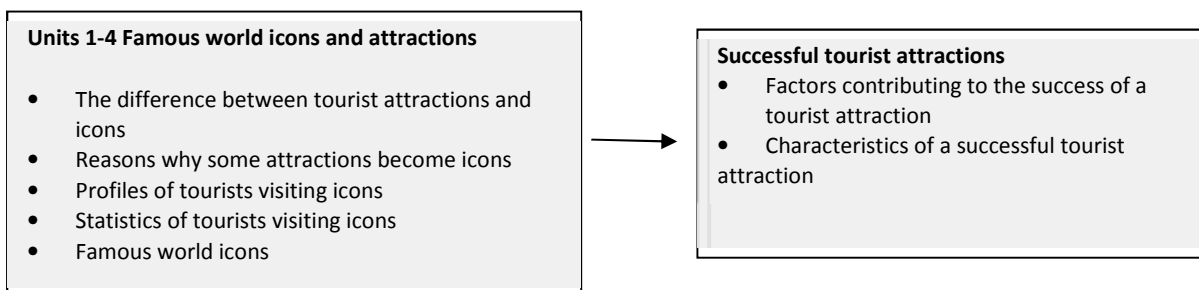 Units 1-4 Famous world icons and attractions
• The difference between tourist attractions and
icons
• Reasons why some attractions become icons
• Profiles of tourists visiting icons
• Statistics of tourists visiting icons
• Famous world icons
Successful tourist attractions
• Factors contributing to the success of a
tourist attraction
• Characteristics of a successful tourist
attraction